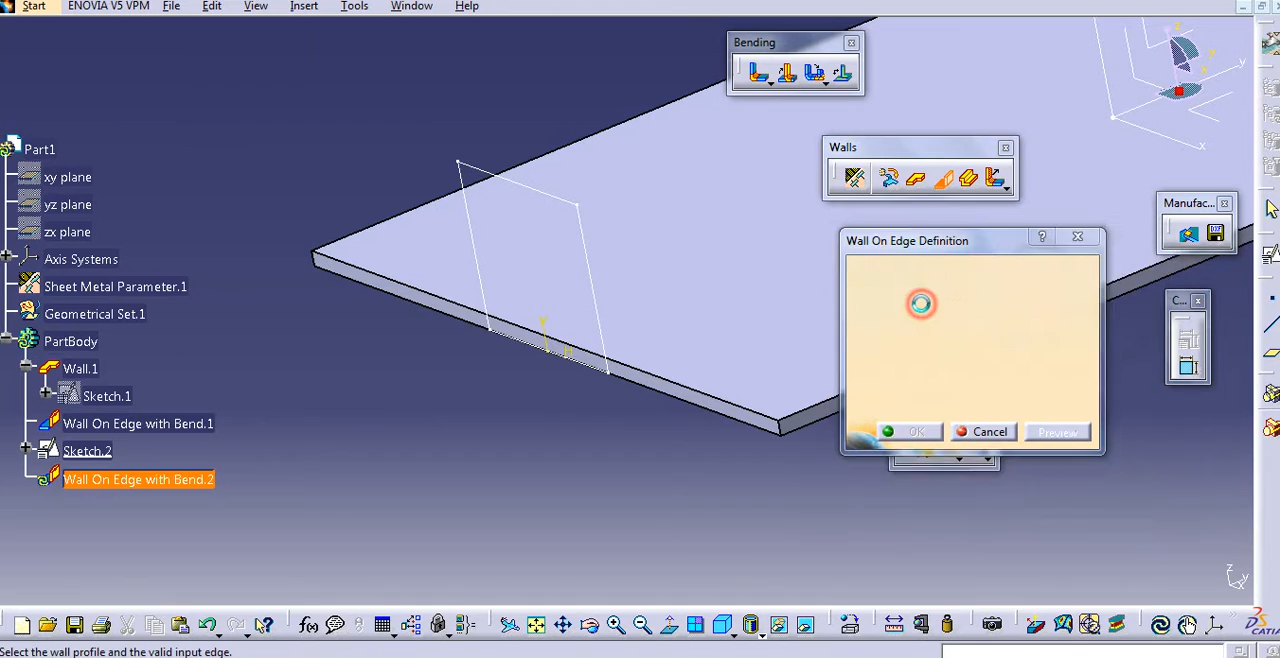 Start ENOVIA V5 VPM File Edit View Insert Tools Window Help
Bending
z
y
x
x
y
Walls
Part1
xy plane
yz plane
zx plane
Axis Systems
Sheet Metal Parameter.1
Geometrical Set.1
PartBody
Wall.1
Sketch.1
Wall On Edge with Bend.1
Sketch.2
Wall On Edge with Bend.2
Manufac...
Wall On Edge Definition
?
C...
V
H
OK Cancel Preview
z
y
x
f(x)
DXF
CATIA
Select the wall profile and the valid input edge.